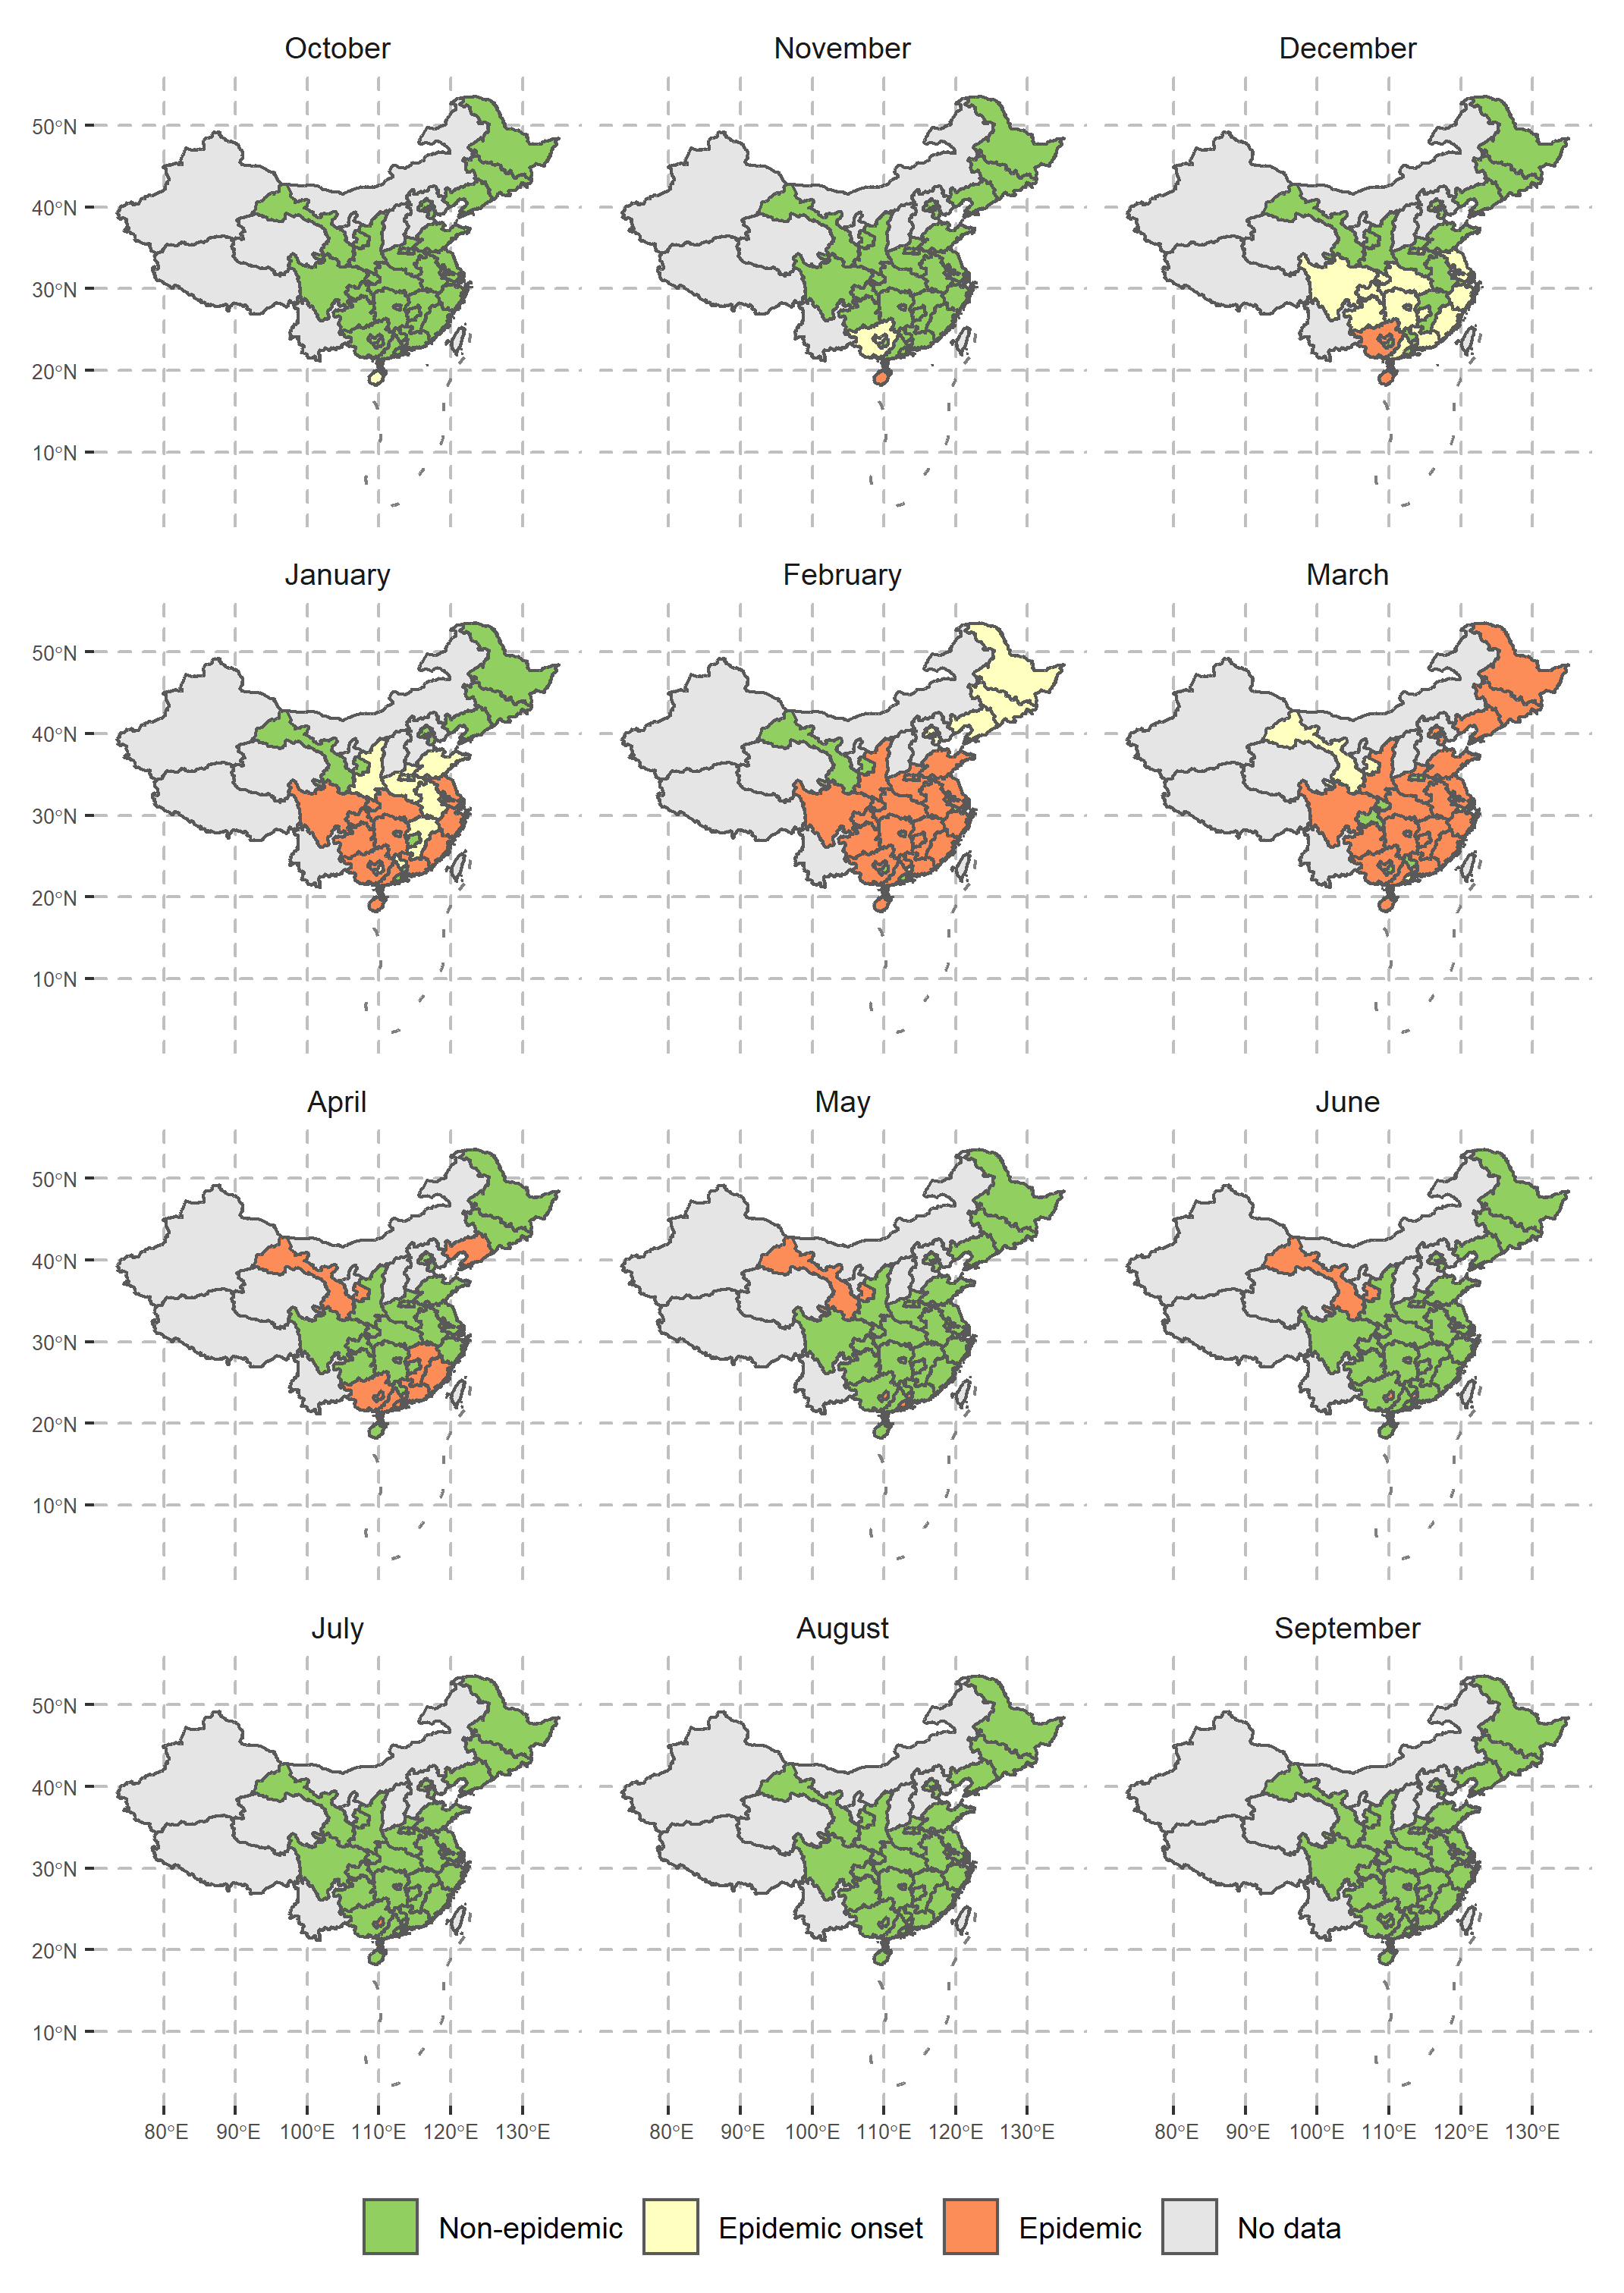 October November December
50°N
40°N
30°N
20°N
10°N
January February March
50°N
40°N
30°N
20°N
10°N
April May June
50°N
40°N
30°N
20°N
10°N
July August September
50°N
40°N
30°N
20°N
10°N
80°E 90°E 100°E 110°E 120°E 130°E 80°E 90°E 100°E 110°E 120°E 130°E 80°E 90°E 100°E 110°E 120°E 130°E
Non-epidemic Epidemic onset Epidemic No data